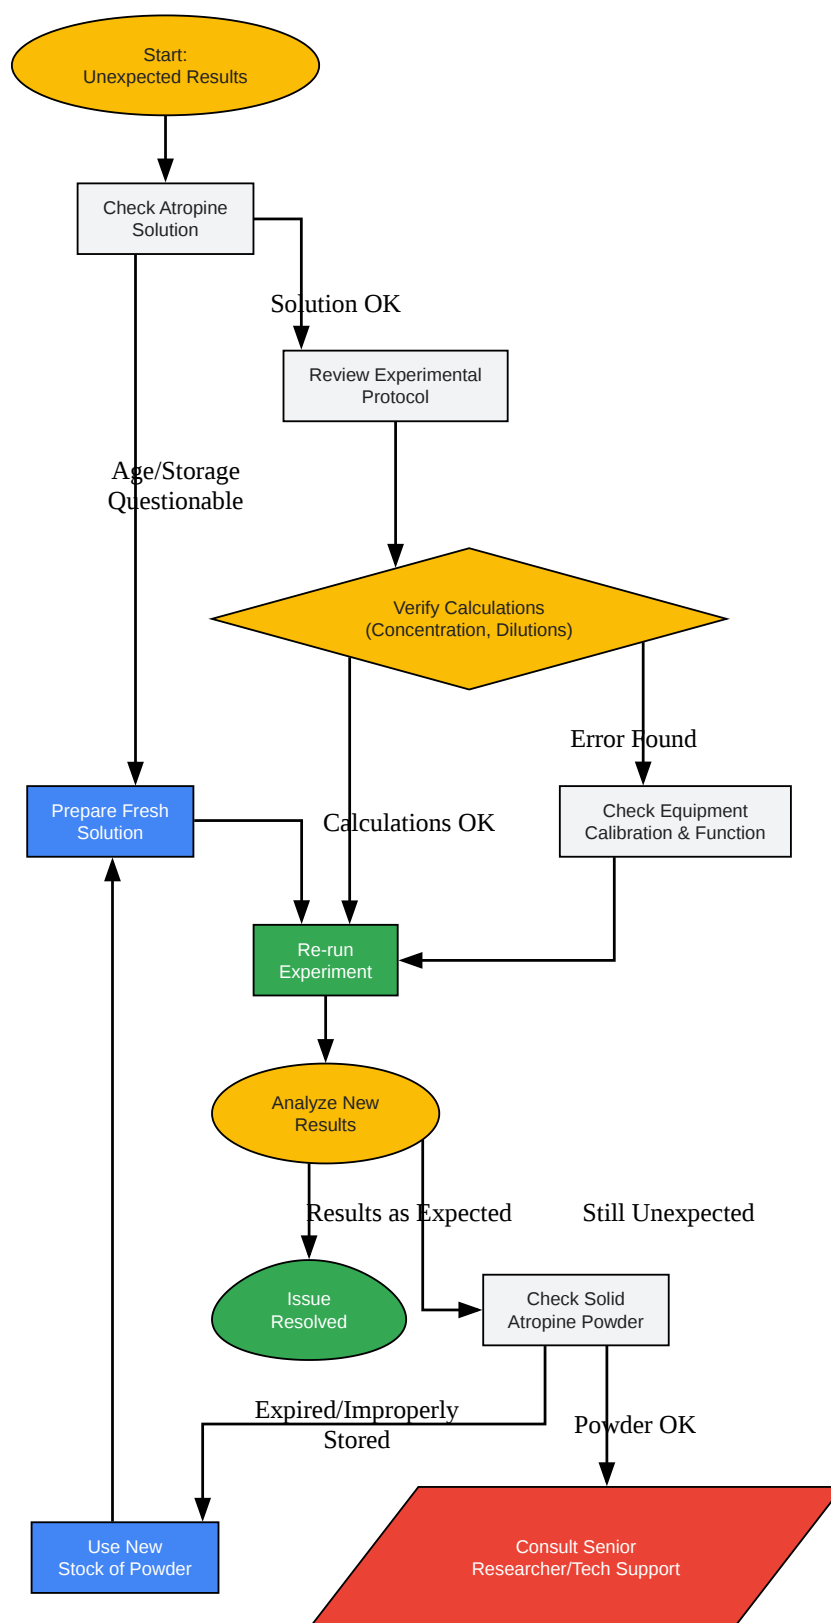 Start:
Unexpected Results
Check Atropine
Solution
Solution OK
Review Experimental
Protocol
Age/Storage
Questionable
Verify Calculations
(Concentration, Dilutions)
Error Found
Prepare Fresh
Solution
Calculations OK
Check Equipment
Calibration & Function
Re-run
Experiment
Analyze New
Results
Results as Expected
Still Unexpected
Issue
Resolved
Check Solid
Atropine Powder
Expired/Improperly
Stored
Powder OK
Use New
Stock of Powder
Consult Senior
Researcher/Tech Support